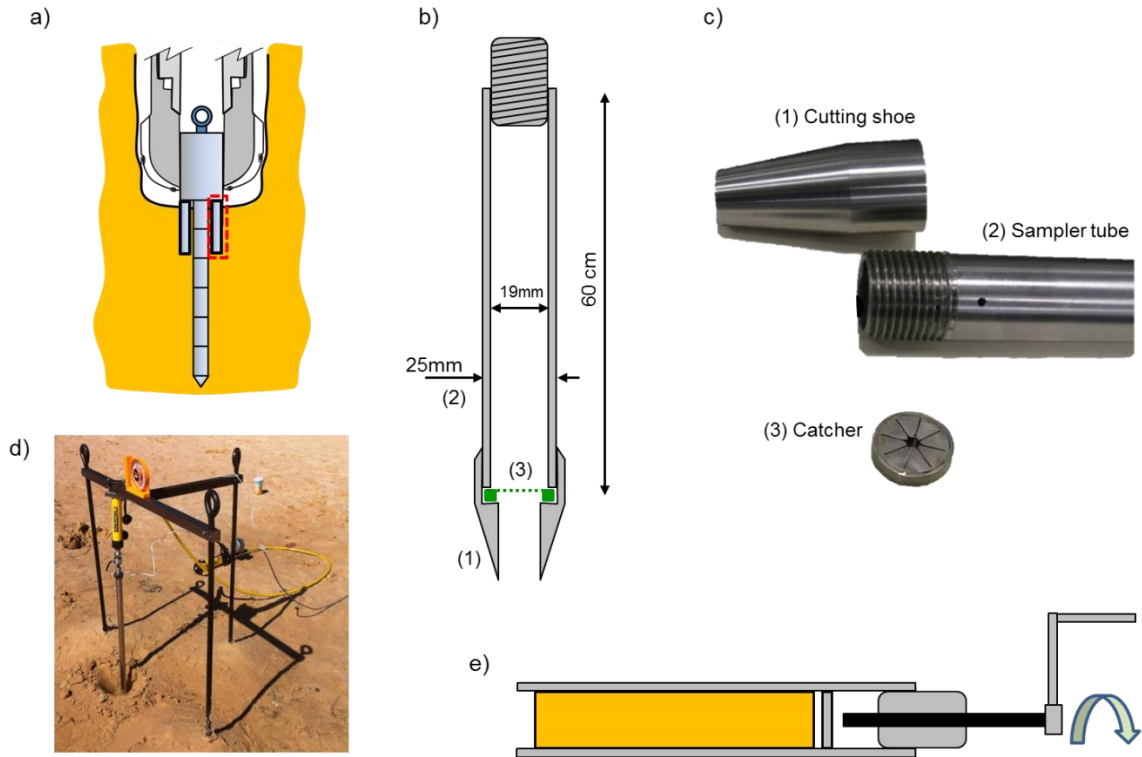 a)
b)
c)
(1) Cutting shoe
(2) Sampler tube
19mm
60 cm
25mm
(2)
(3) Catcher
d)
(3)
(1)
e)